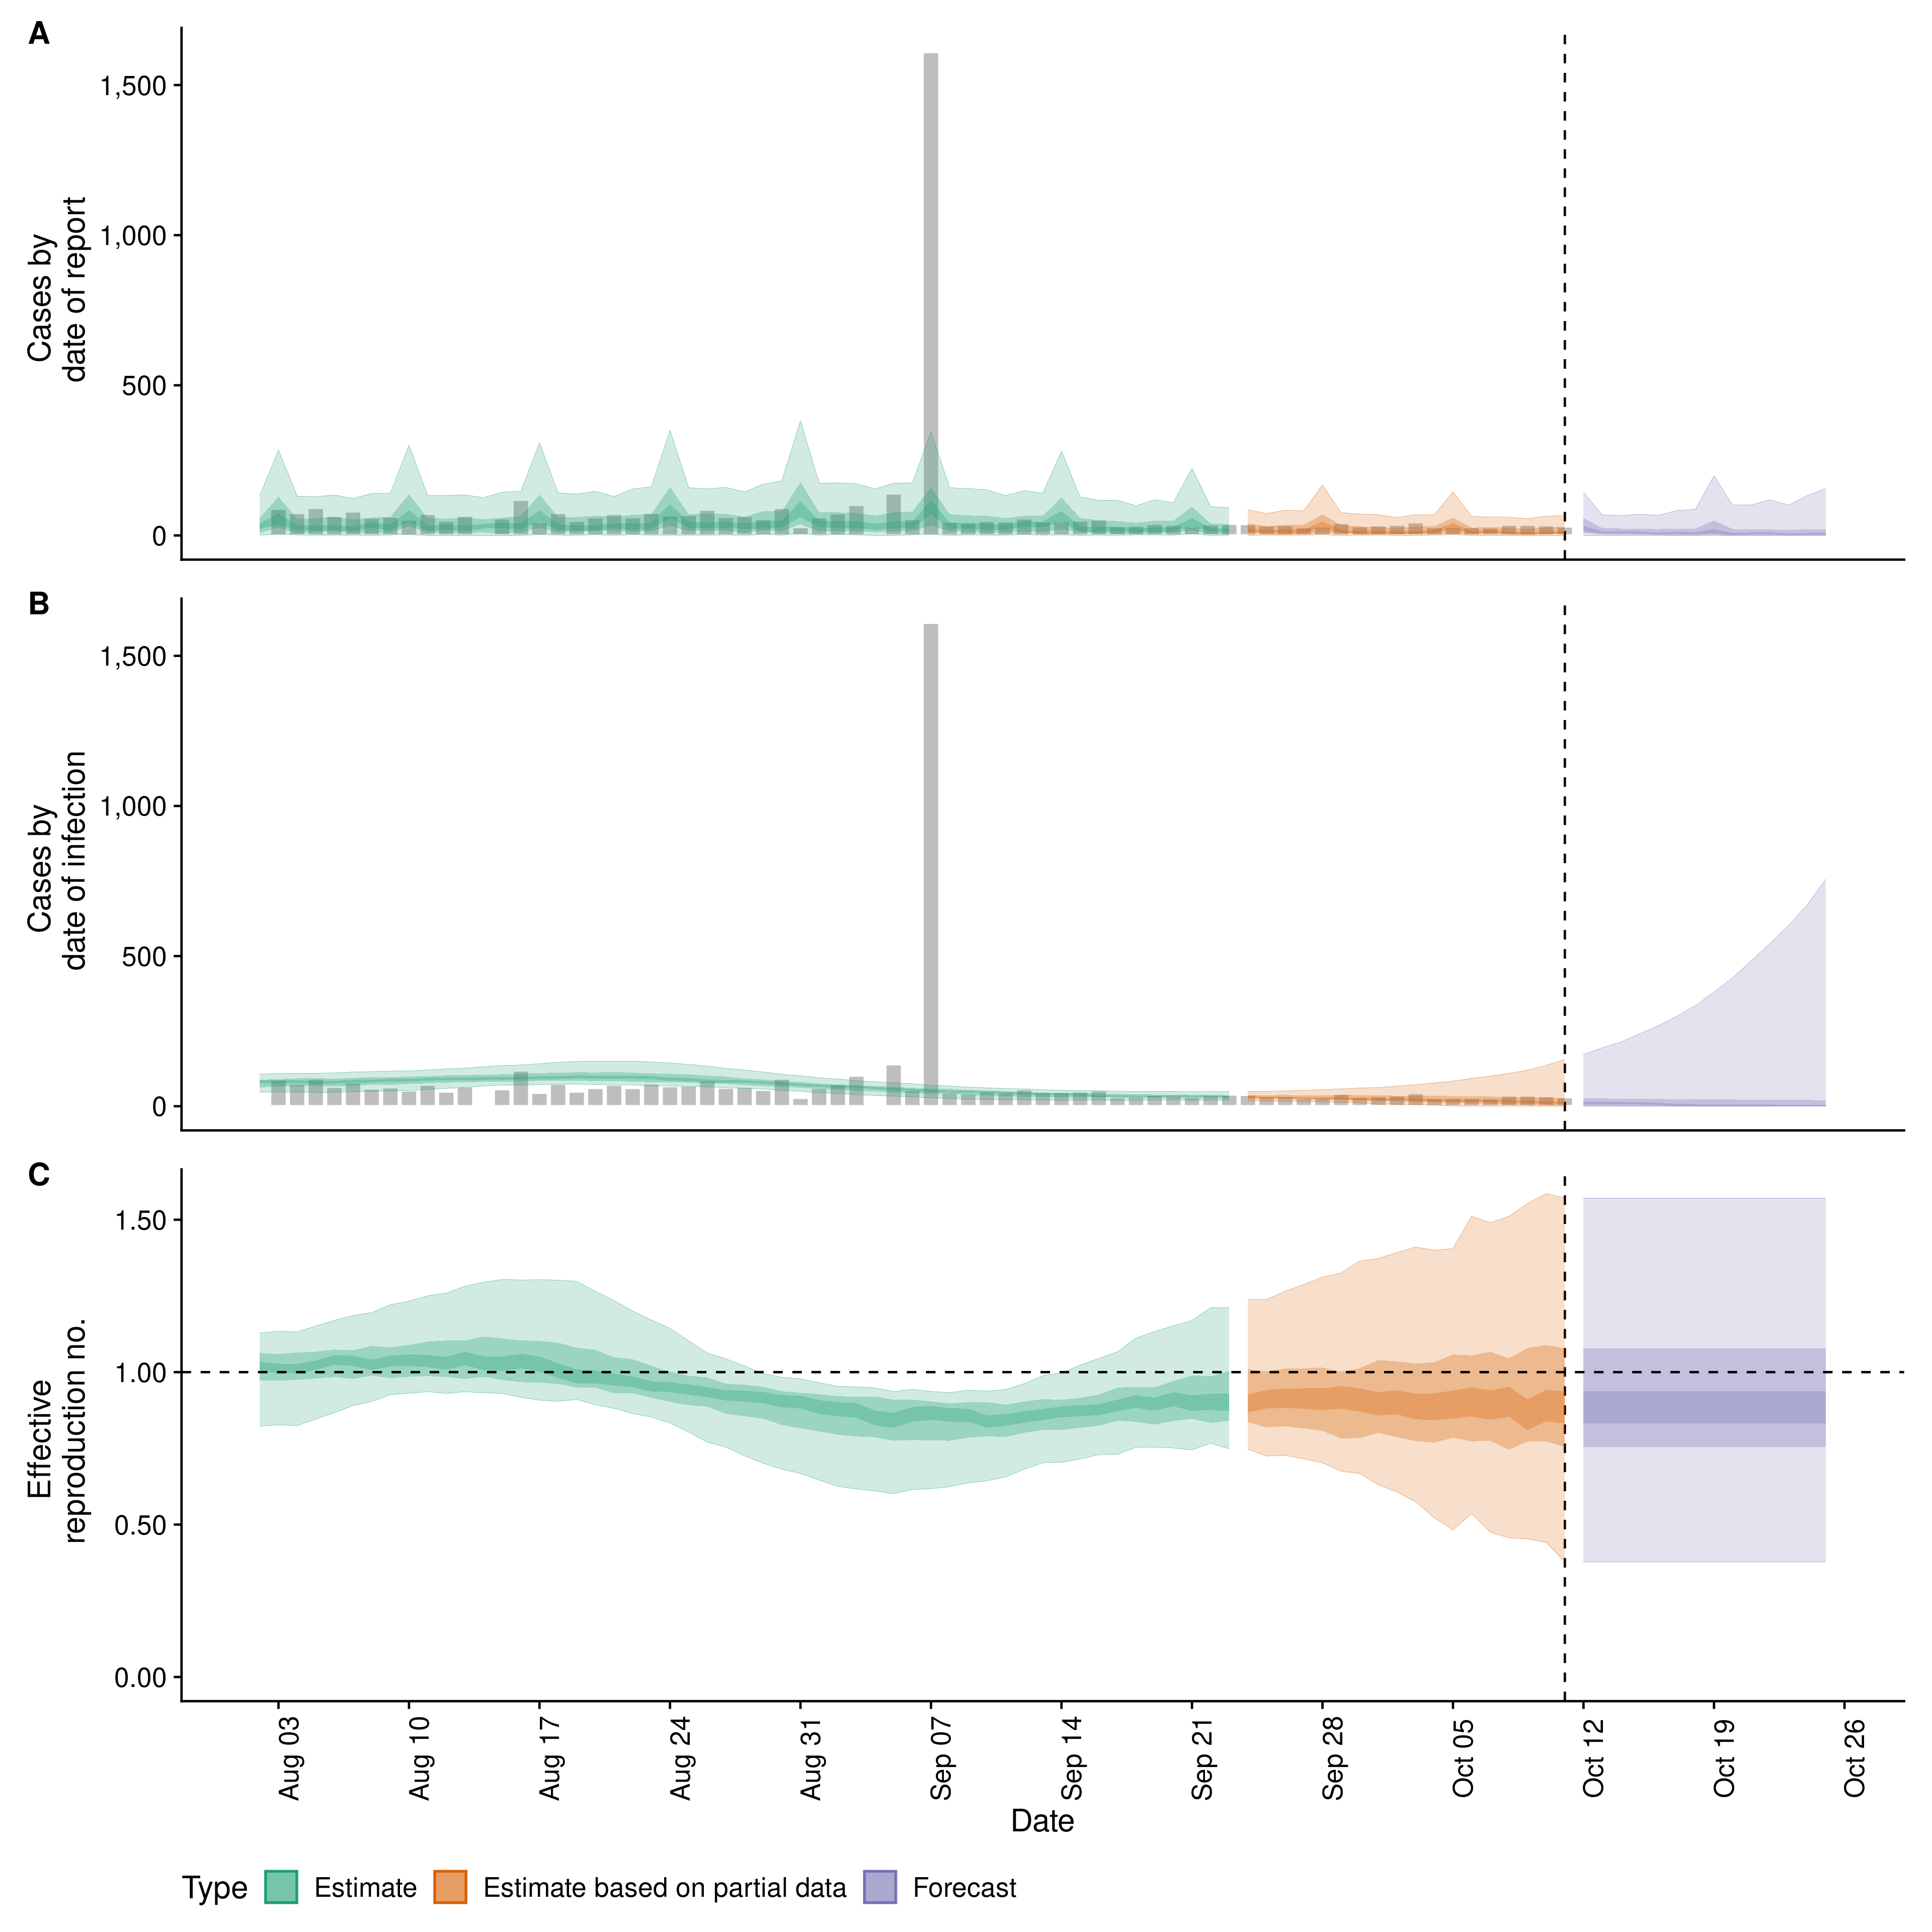 A
Cases by
date of report
1,500
1,000
500
0
B
Cases by
date of infection
1,500
1,000
500
0
C
Effective
reproduction no.
1.50
1.00
0.50
0.00
Aug 03
Aug 10
Aug 17
Aug 24
Aug 31
Sep 07
Sep 14
Sep 21
Sep 28
Oct 05
Oct 12
Oct 19
Oct 26
Date
Type Estimate Estimate based on partial data Forecast